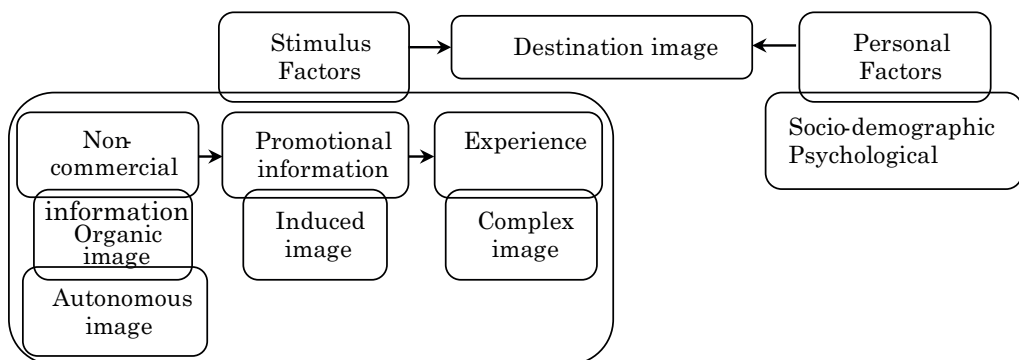 Stimulus
Factors
Destination image
Personal
Factors
Non-
commercial
information
Organic
image
Autonomous
image
Promotional
information
Induced
image
Experience
Complex
image
Socio-demographic
Psychological